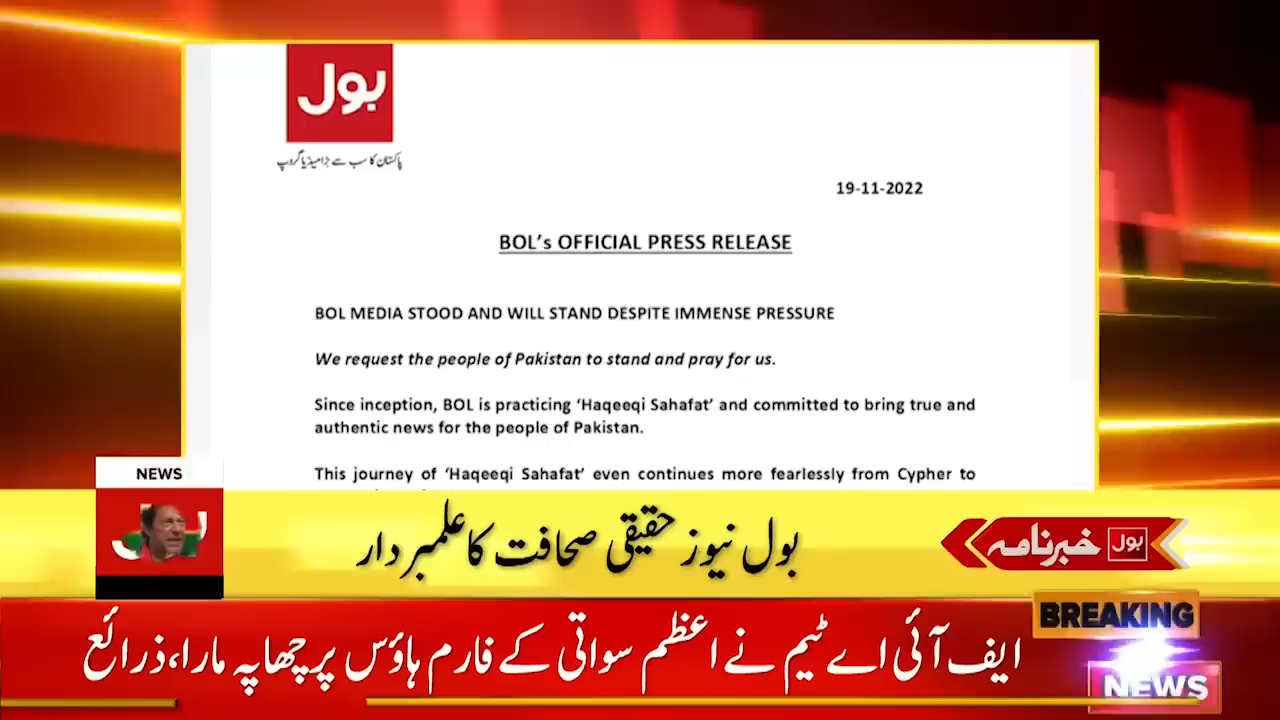 بول
پاکستان کا سب سے بڑا میڈیا گروپ
19-11-2022
BOL's OFFICIAL PRESS RELEASE
BOL MEDIA STOOD AND WILL STAND DESPITE IMMENSE PRESSURE
We request the people of Pakistan to stand and pray for us.
Since inception, BOL is practicing ‘Haqeeqi Sahafat’ and committed to bring true and
authentic news for the people of Pakistan.
This journey of ‘Haqeeqi Sahafat’ even continues more fearlessly from Cypher to
NEWS
بول نیوز حقیقی صحافت کا علمبردار
بول خبرنامہ
BREAKING
NEWS
ایف آئی اے ٹیم نے اعظم سواتی کے فارم ہاؤس پر چھاپہ مارا، ذرائع